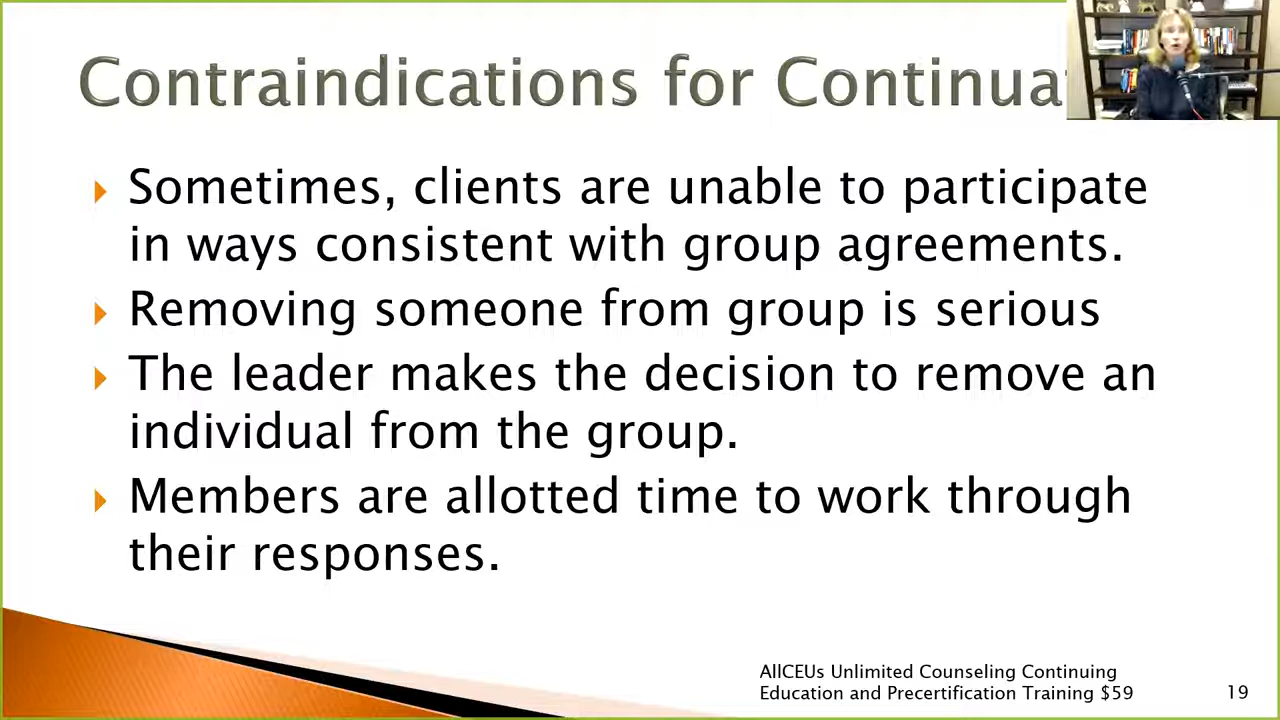 Contraindications for
Sometimes, clients are unable to participate
in ways consistent with group agreements.
Removing someone from group is serious
The leader makes the decision to remove an
individual from the group.
Members are allotted time to work through
their responses.
AllCEUs Unlimited Counseling Continuing
Education and Precertification Training $59
19